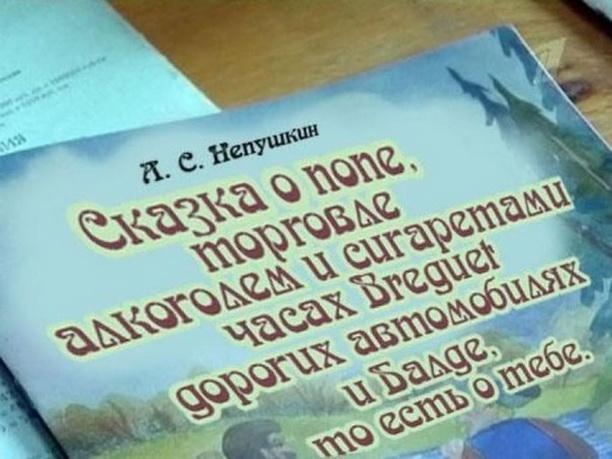 А. С. Непушкин
Сказка о попе,
торговле
алкоголем и сигаретами
часах Breguet
дорогих автомобилях
и Балде,
то есть о тебе.